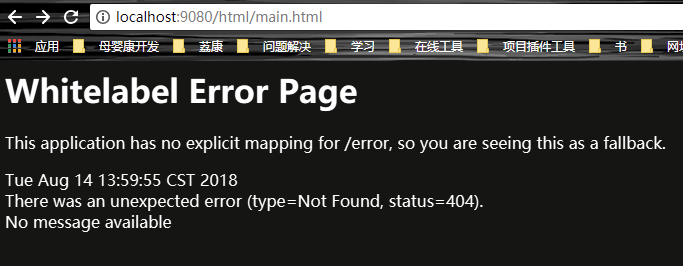 localhost:9080/html/main.html
应用 母婴康开发 荔康 问题解决 学习 在线工具 项目插件工具 书
Whitelabel Error Page
This application has no explicit mapping for /error, so you are seeing this as a fallback.
Tue Aug 14 13:59:55 CST 2018
There was an unexpected error (type=Not Found, status=404).
No message available